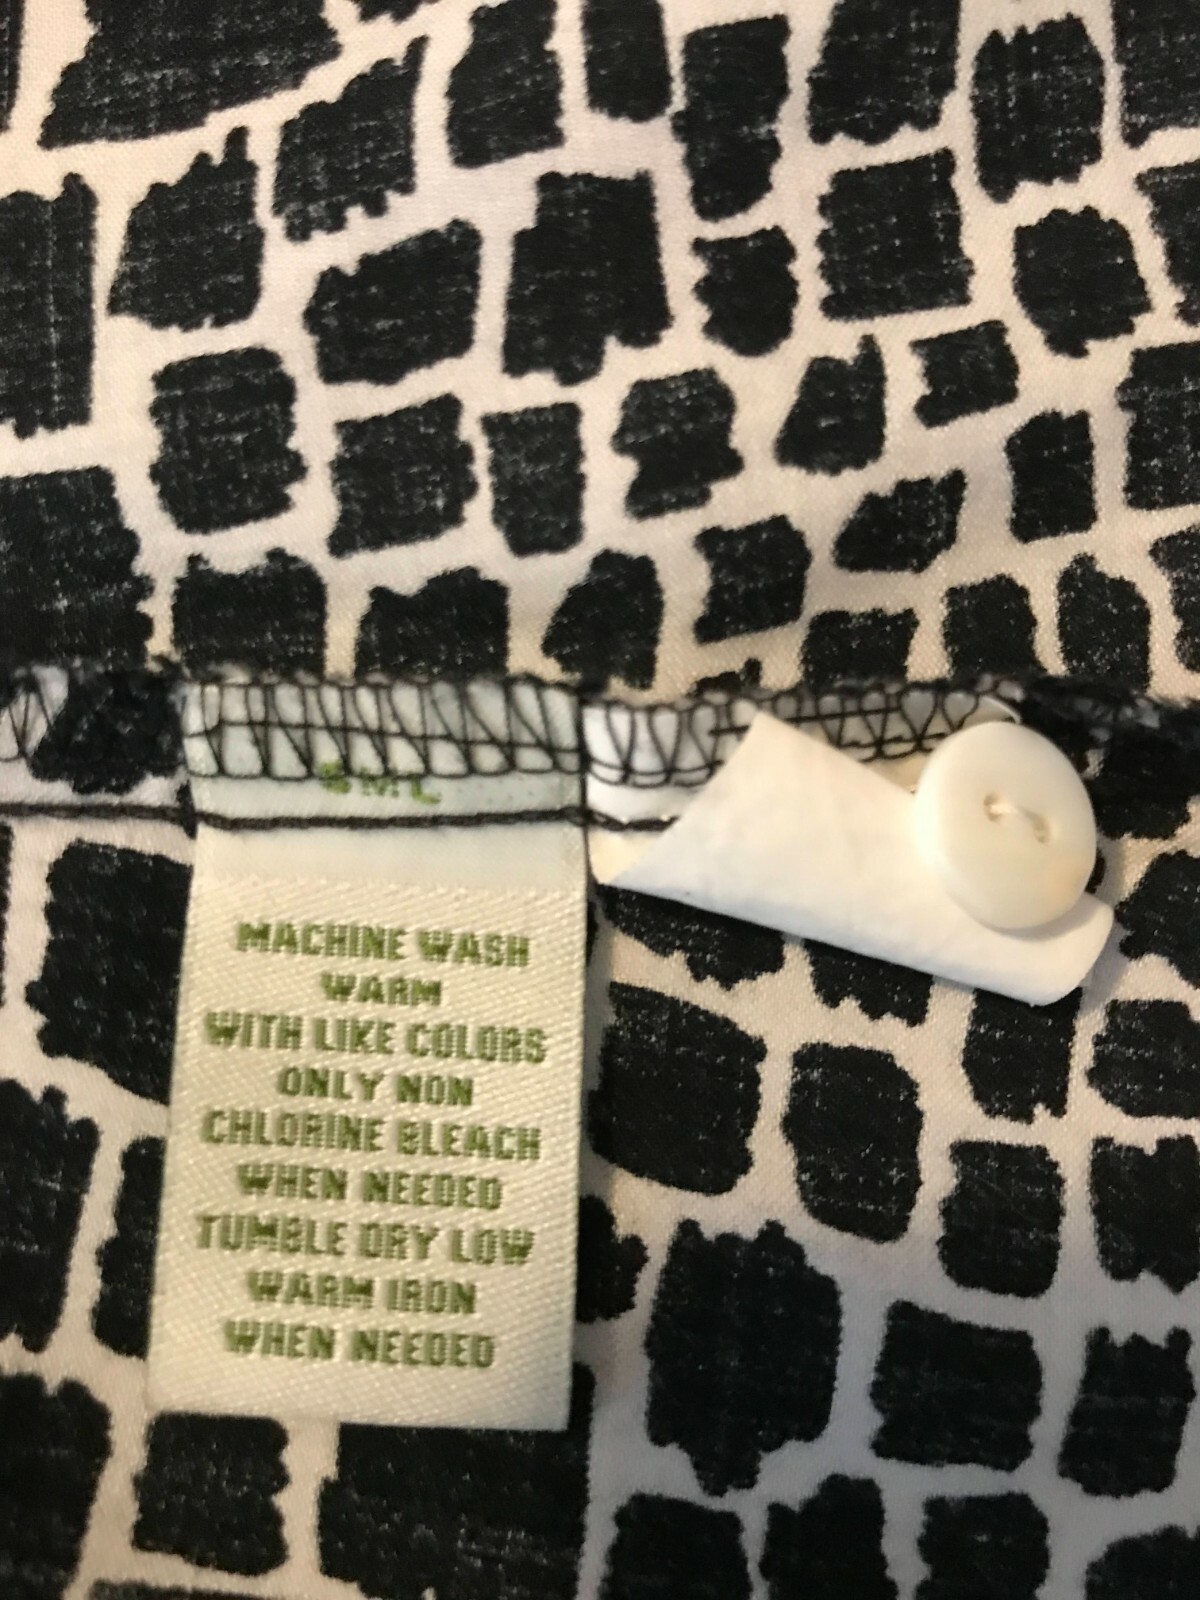 SML
MACHINE WASH
WARM
WITH LIKE COLORS
ONLY NON
CHLORINE BLEACH
WHEN NEEDED
TUMBLE DRY LOW
WARM IRON
WHEN NEEDED